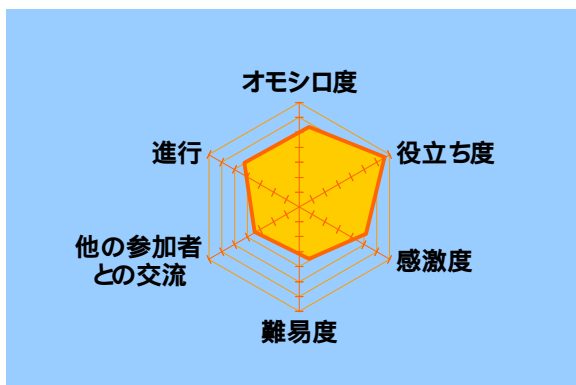 オモシロ度
役立ち度
感激度
難易度
他の参加者
との交流
進行